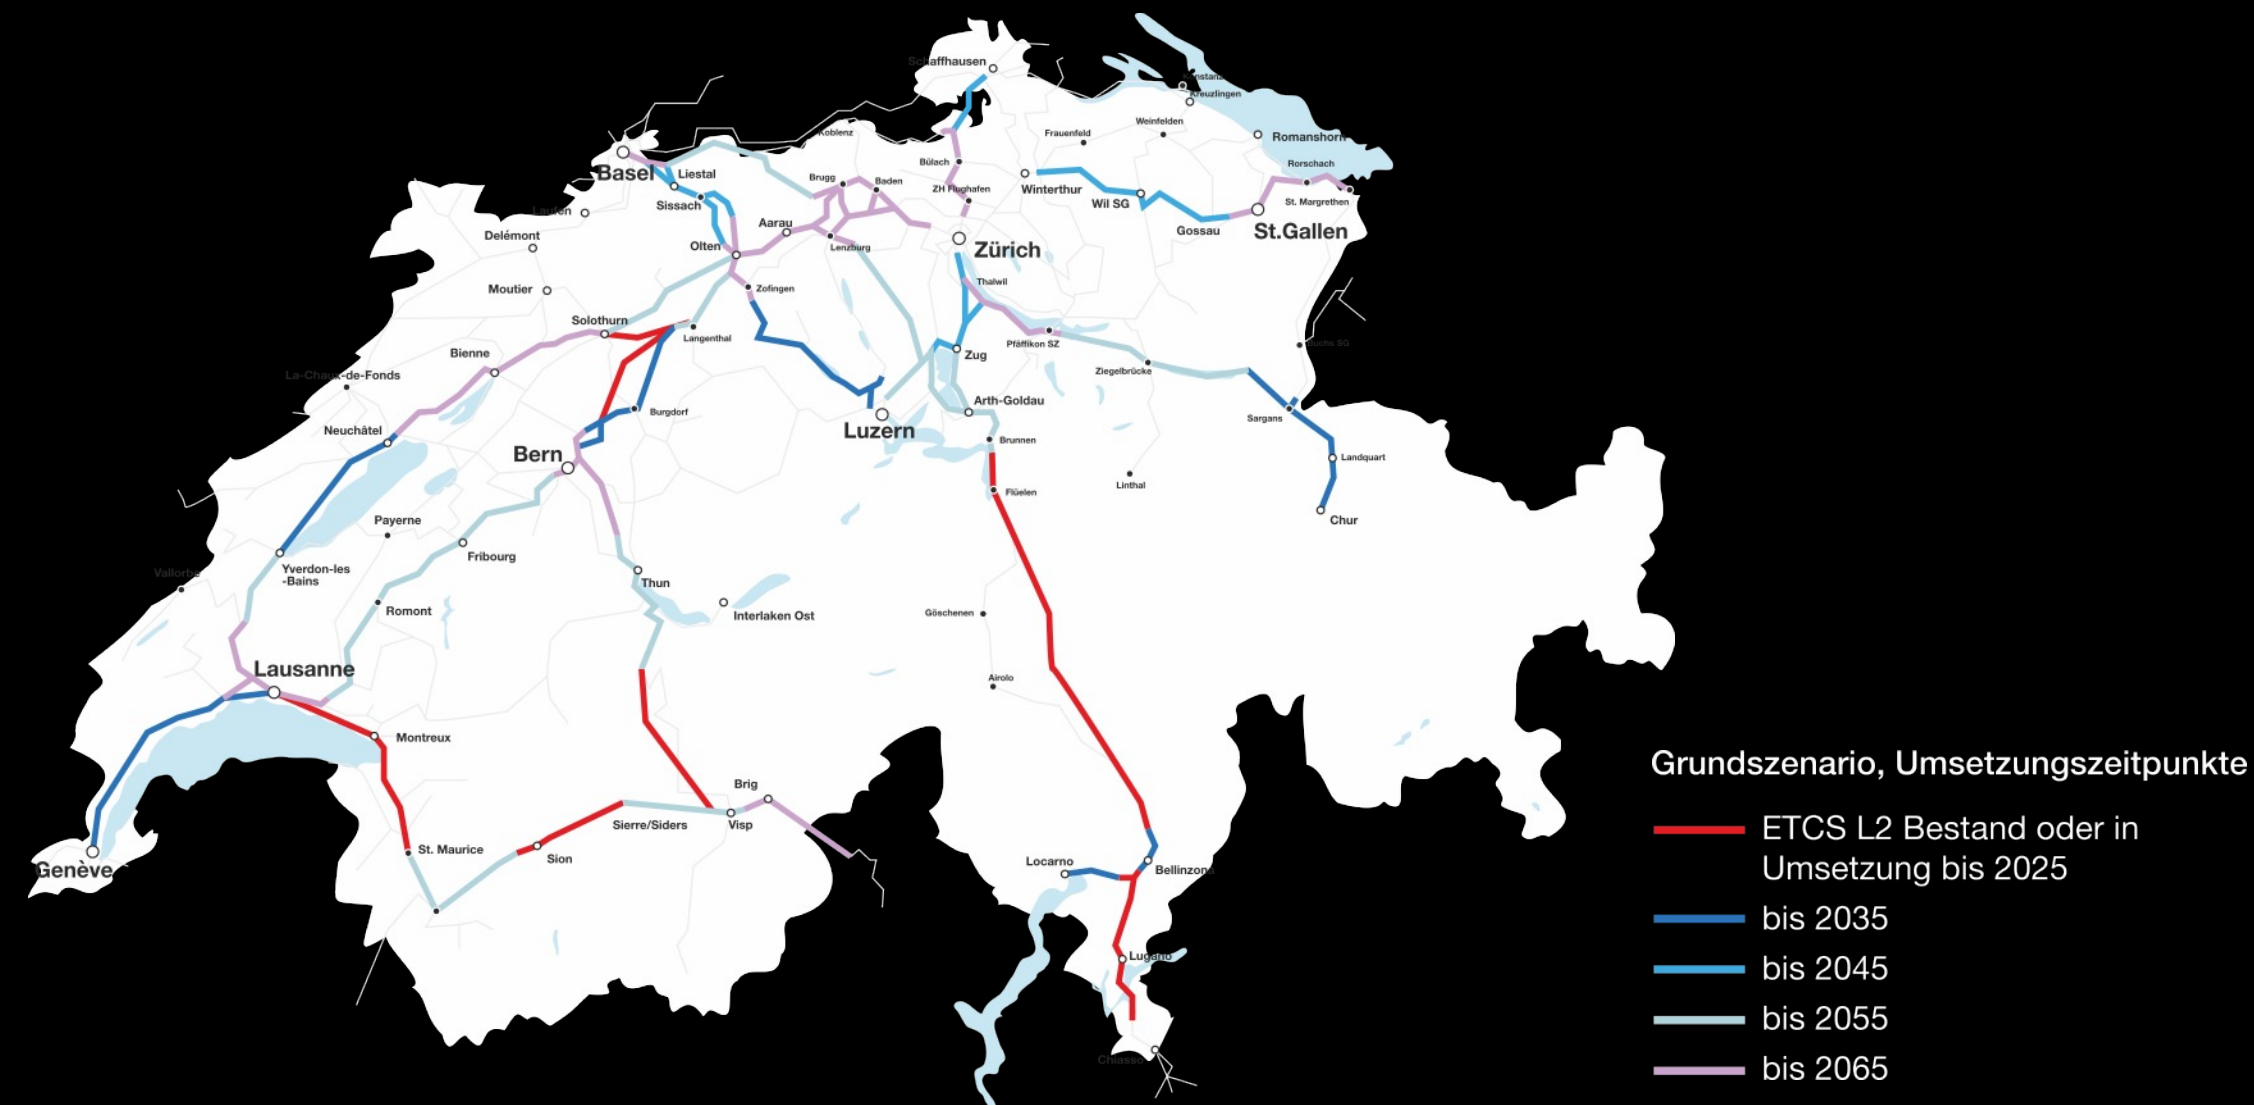 Schaffhausen
Konstanz
Kreuzlingen
Koblenz
Weinfelden
Frauenfeld
Romanshorn
Basel
Liestal
Brugg
Baden
Bülach
Rorschach
ZH Flughafen
Winterthur
Wil SG
St. Margrethen
Laufen
Sissach
Aarau
Delémont
Olten
Lenzburg
Zürich
Gossau
St.Gallen
Moutier
Zofingen
Thalwil
Solothurn
Langenthal
Pfäffikon SZ
Buchs SG
Bienne
Zug
Ziegelbrücke
La-Chaux-de-Fonds
Burgdorf
Arth-Goldau
Sargans
Neuchâtel
Luzern
Brunnen
Bern
Landquart
Flüelen
Linthal
Payerne
Chur
Fribourg
Yverdon-les
-Bains
Vallorbe
Thun
Romont
Interlaken Ost
Göschenen
Lausanne
Airolo
Montreux
Brig
Sierre/Siders
Visp
St. Maurice
Sion
Genève
Locarno
Bellinzona
Lugano
Chiasso
Grundszenario, Umsetzungszeitpunkte
ETCS L2 Bestand oder in
Umsetzung bis 2025
bis 2035
bis 2045
bis 2055
bis 2065